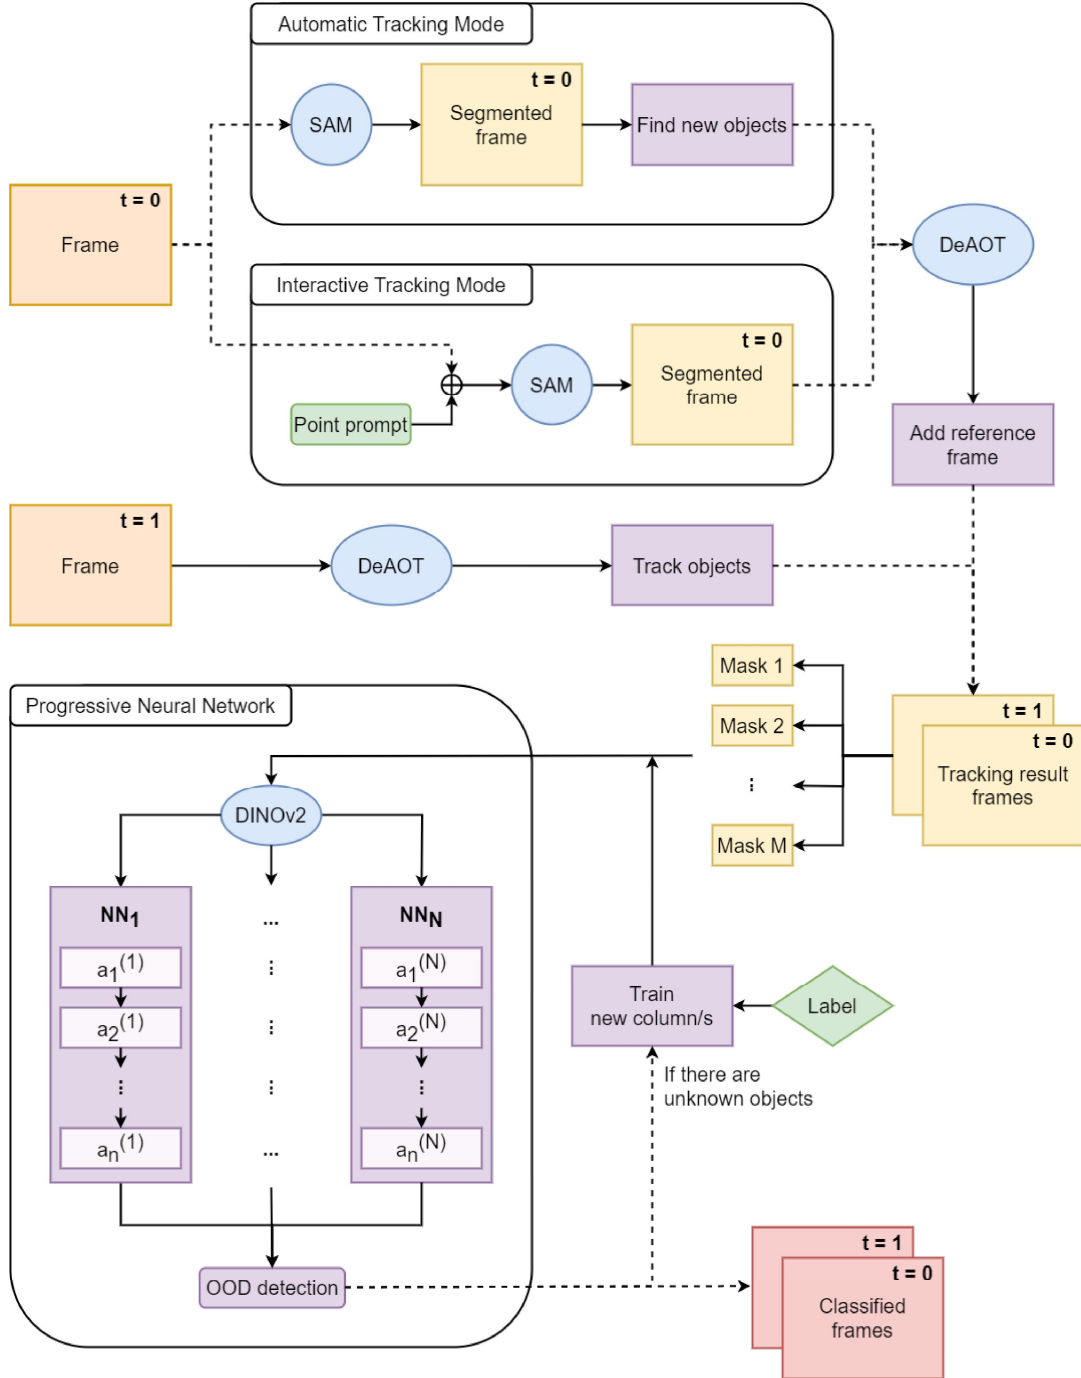 Automatic Tracking Mode
SAM
t = 0
Segmented
frame
Find new objects
t = 0
Frame
DeAOT
Interactive Tracking Mode
t = 0
Segmented
frame
SAM
Point prompt
Add reference
frame
t = 1
Frame
DeAOT
Track objects
Mask 1
Mask 2
⋮
Mask M
t = 1
t = 0
Tracking result
frames
Progressive Neural Network
DINOv2
NN₁
a₁⁽¹⁾
a₂⁽¹⁾
⋮
aₙ⁽¹⁾
...
⋮
⋮
⋮
...
NN_N
a₁^(N)
a₂^(N)
⋮
aₙ^(N)
Train
new column/s
Label
If there are
unknown objects
OOD detection
t = 1
t = 0
Classified
frames